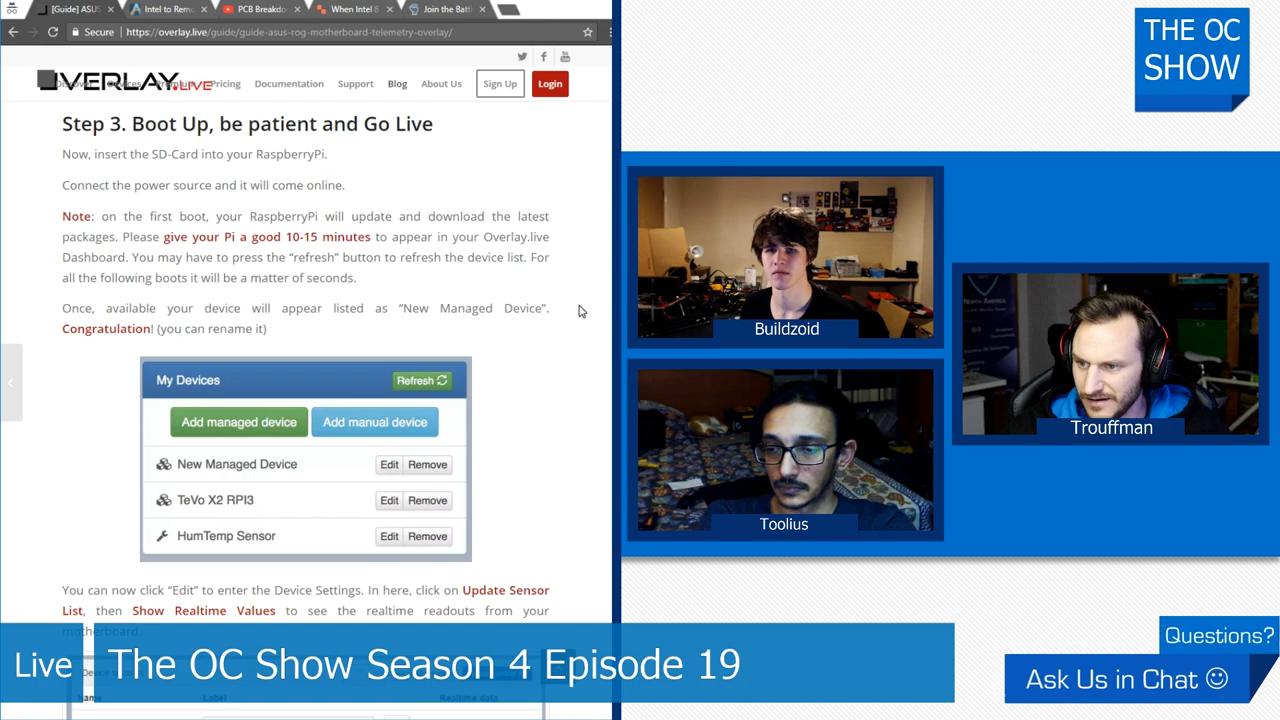 [Guide] ASUS
Intel to Remo
PCB Breakdo
When Intel 8
Join the Batt
Secure
https://overlay.live/guide/guide-asus-rog-motherboard-telemetry-overlay/
VERLAY.LIVE
Pricing
Documentation
Support
Blog
About Us
Sign Up
Login
Step 3. Boot Up, be patient and Go Live
Now, insert the SD-Card into your RaspberryPi.
Connect the power source and it will come online.
Note: on the first boot, your RaspberryPi will update and download the latest
packages. Please give your Pi a good 10-15 minutes to appear in your Overlay.live
Dashboard. You may have to press the “refresh” button to refresh the device list. For
all the following boots it will be a matter of seconds.
Once, available your device will appear listed as “New Managed Device”.
Congratulation! (you can rename it)
My Devices
Refresh
Add managed device
Add manual device
New Managed Device
Edit
Remove
TeVo X2 RPI3
Edit
Remove
HumTemp Sensor
Edit
Remove
You can now click “Edit” to enter the Device Settings. In here, click on Update Sensor
List, then Show Realtime Values to see the realtime readouts from your
motherboard.
Name
Label
Realtime data
THE OC
SHOW
Buildzoid
Toolius
Trouffman
Live
The OC Show Season 4 Episode 19
Questions?
Ask Us in Chat